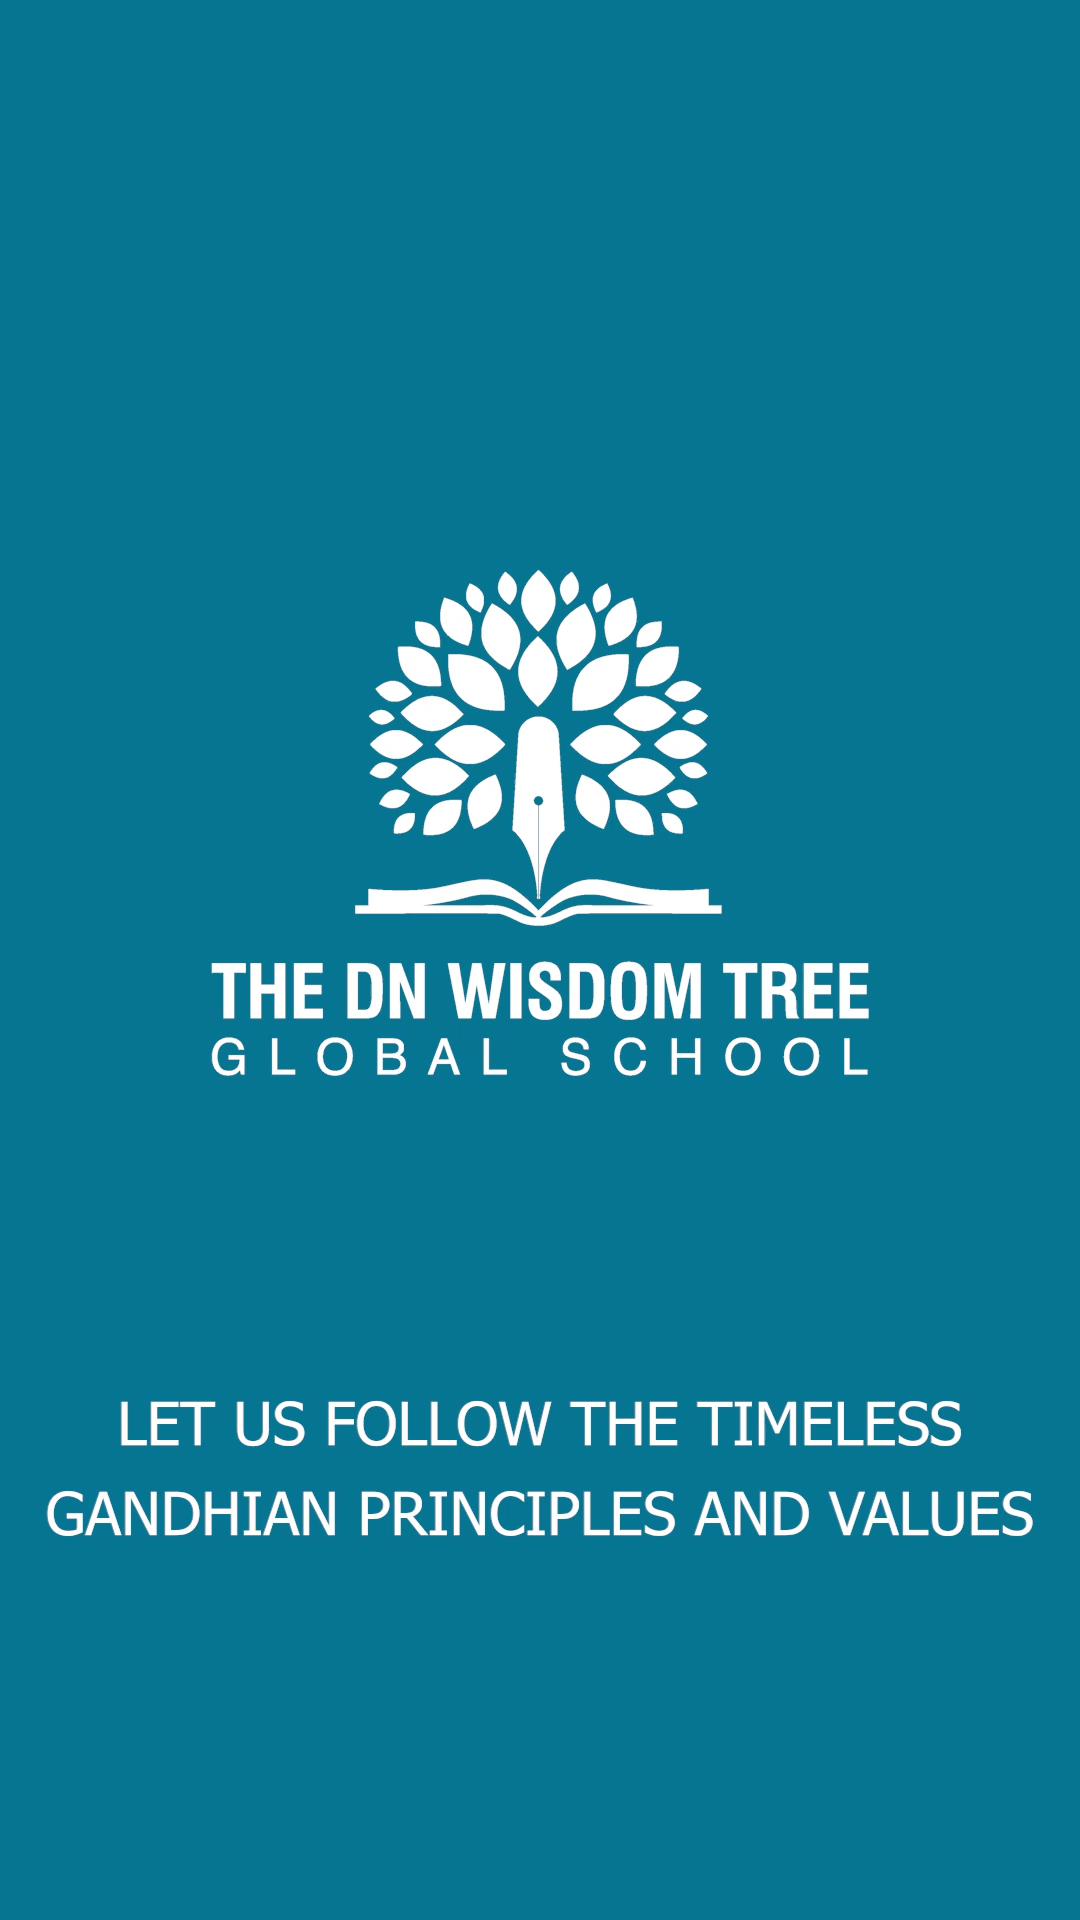 THE DN WISDOM TREE
GLOBAL SCHOOL
LET US FOLLOW THE TIMELESS
GANDHIAN PRINCIPLES AND VALUES